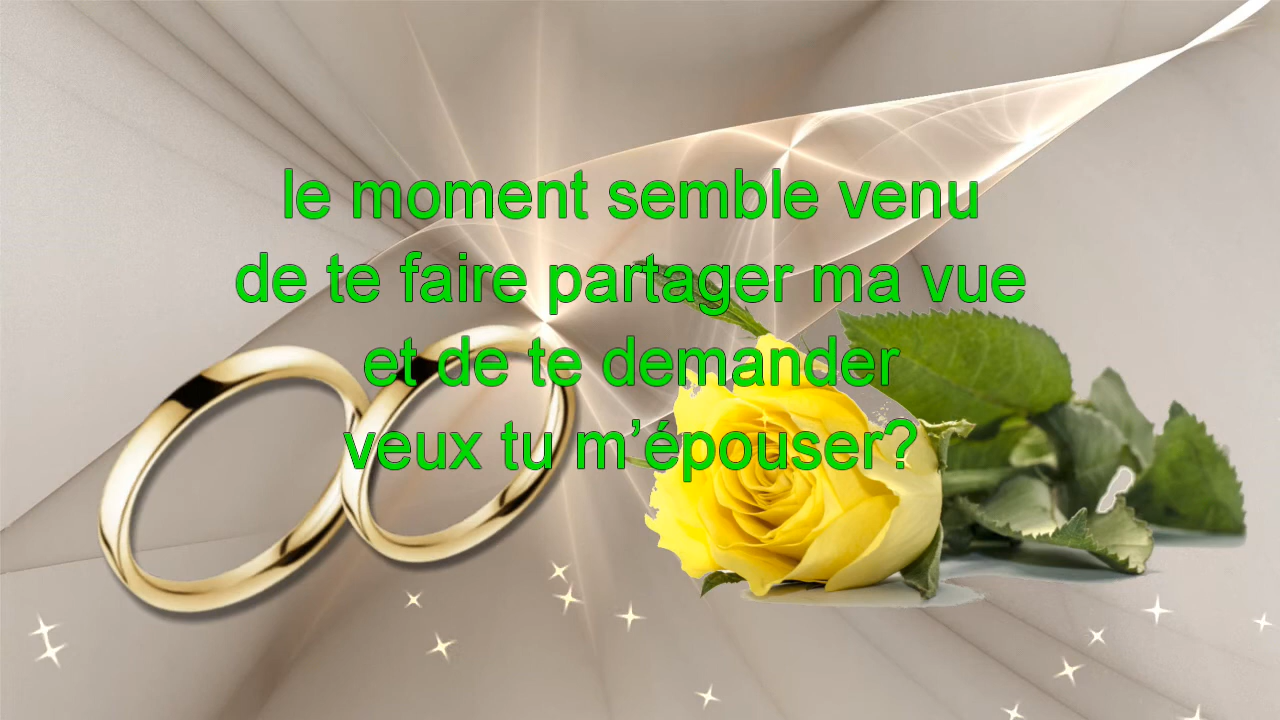 le moment semble venu
de te faire partager ma vue
et de te demander
veux tu m’épouser?